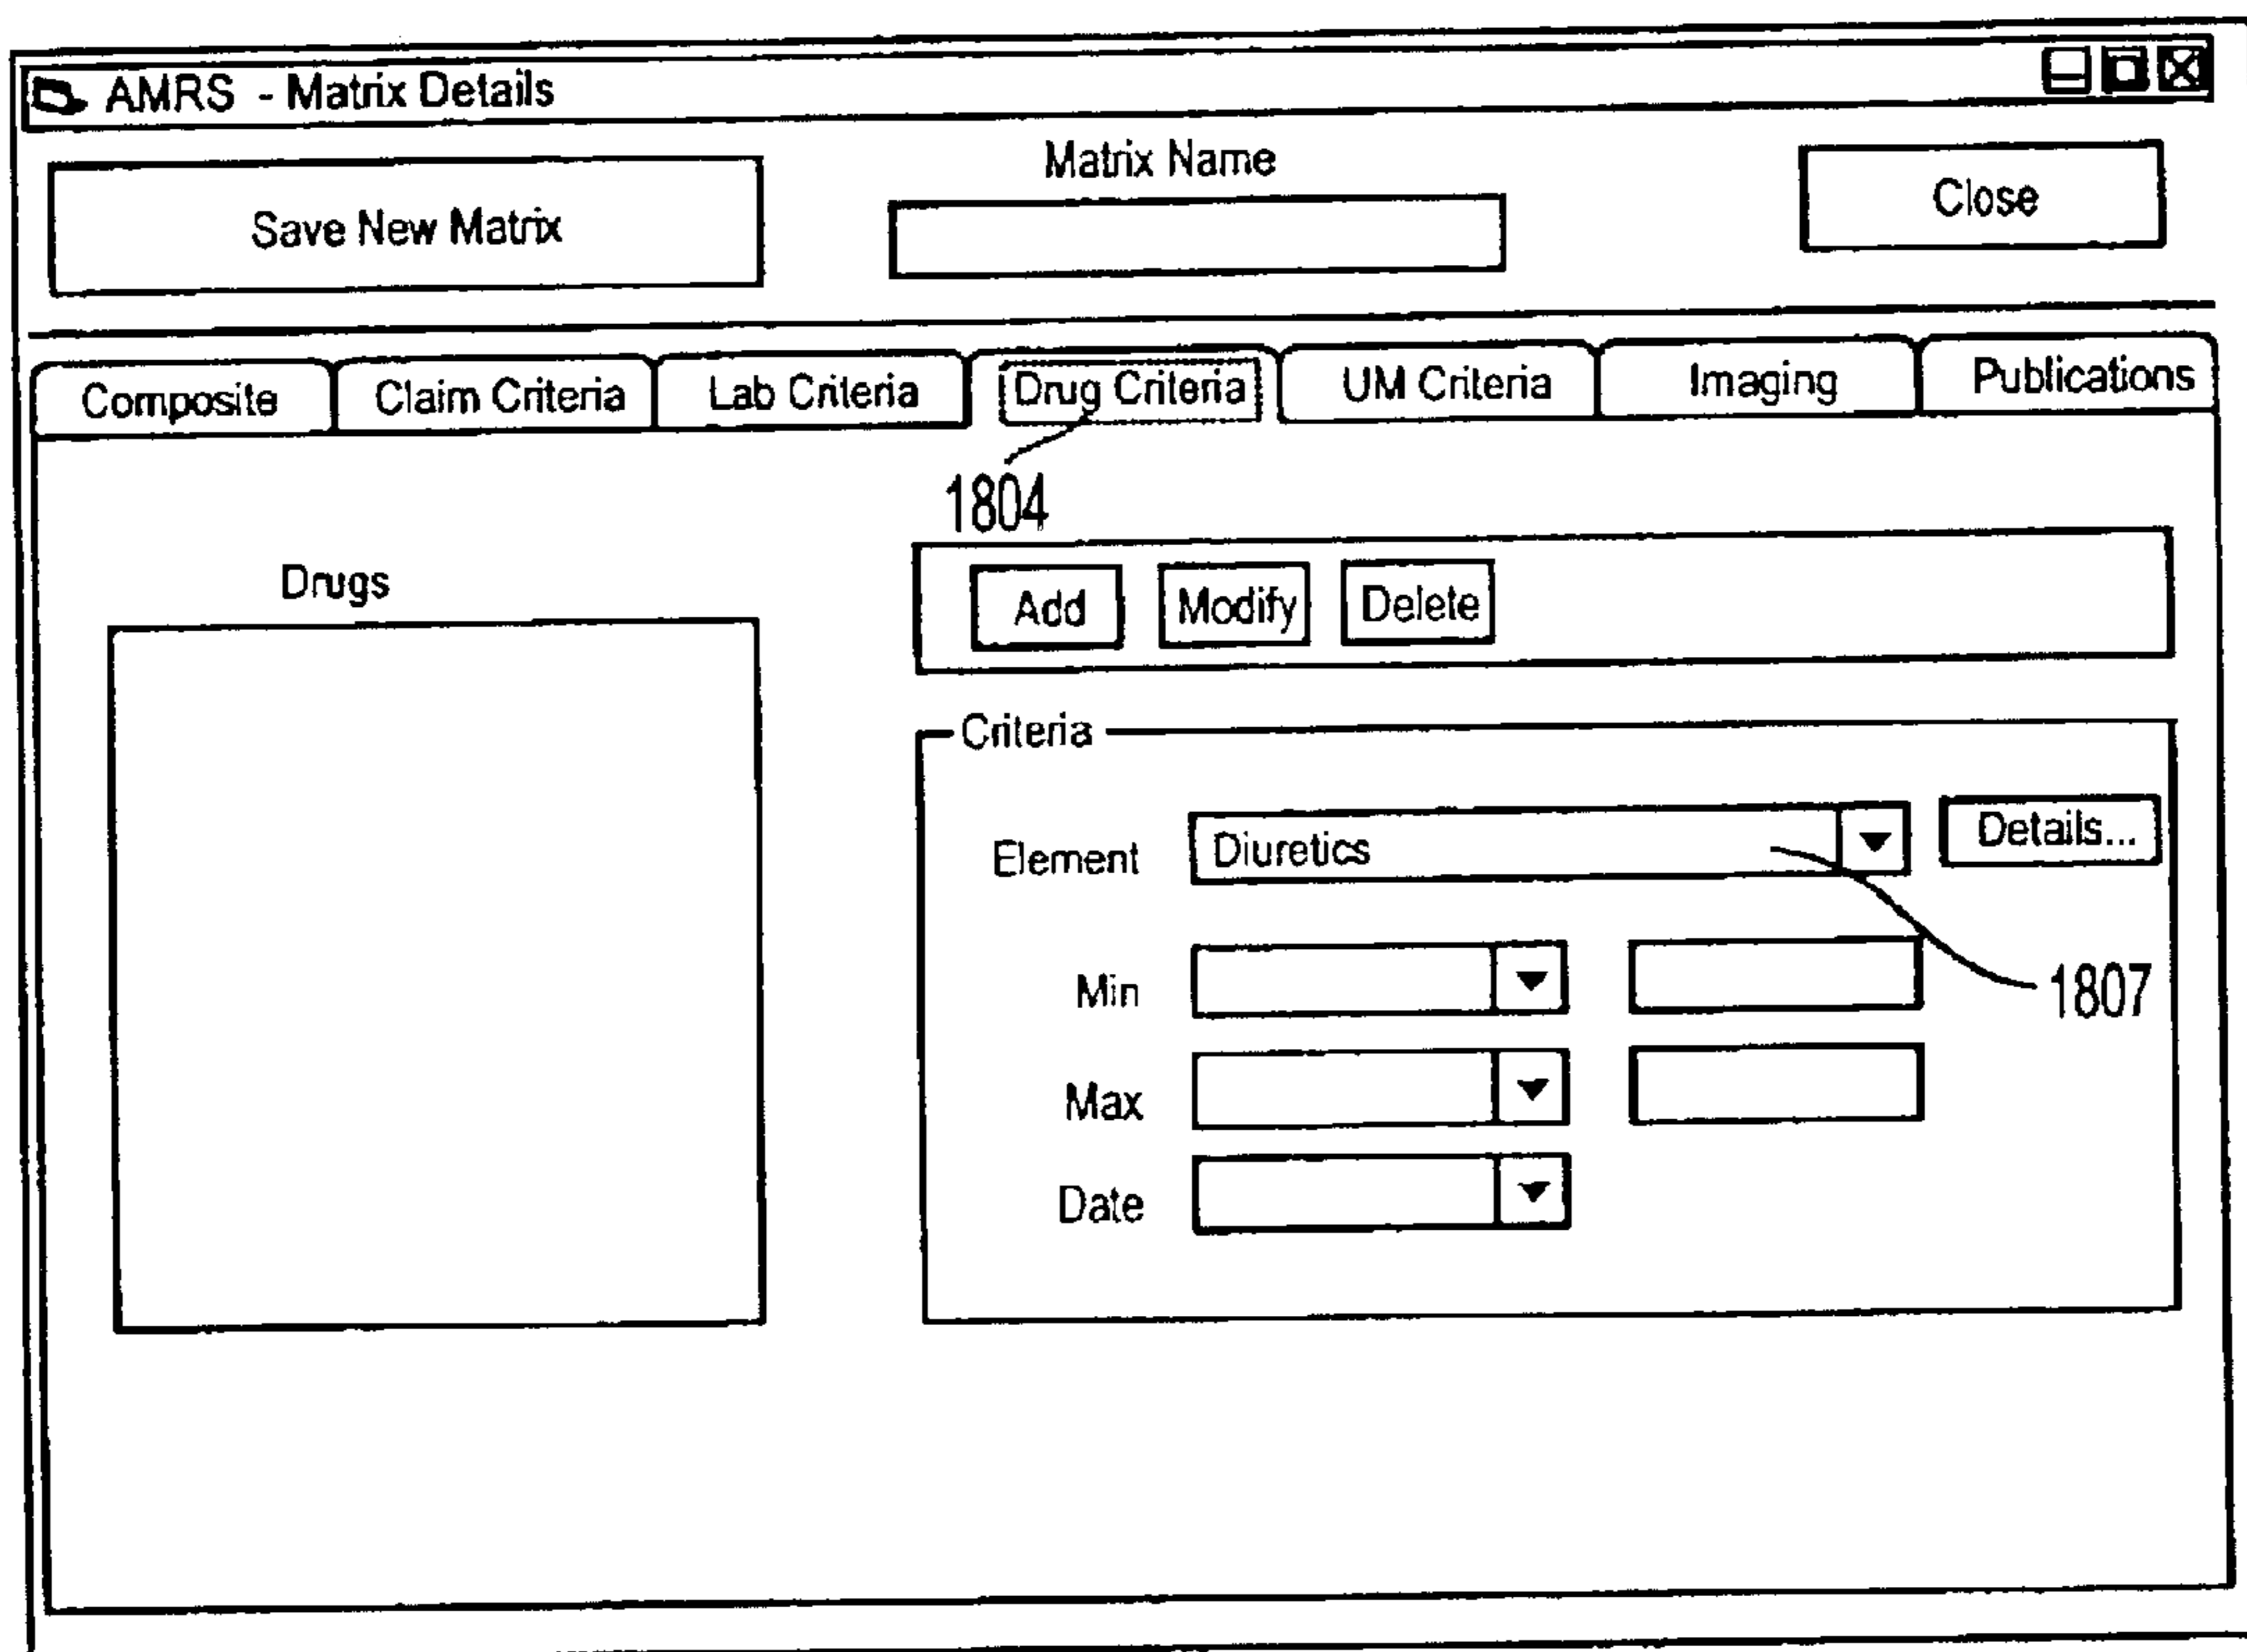 AMRS - Matrix Details
Save New Matrix
Matrix Name
Close
Composite Claim Criteria Lab Criteria Drug Criteria UM Criteria Imaging Publications
1804
Drugs
Add Modify Delete
Criteria
Element Diuretics Details...
Min
1807
Max
Date